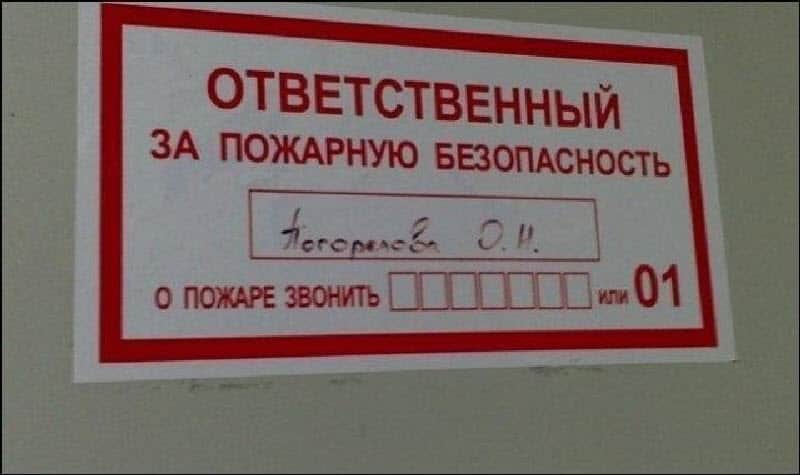 ОТВЕТСТВЕННЫЙ
ЗА ПОЖАРНУЮ БЕЗОПАСНОСТЬ
Погорелова О.Н.
О ПОЖАРЕ ЗВОНИТЬ ИЛИ 01